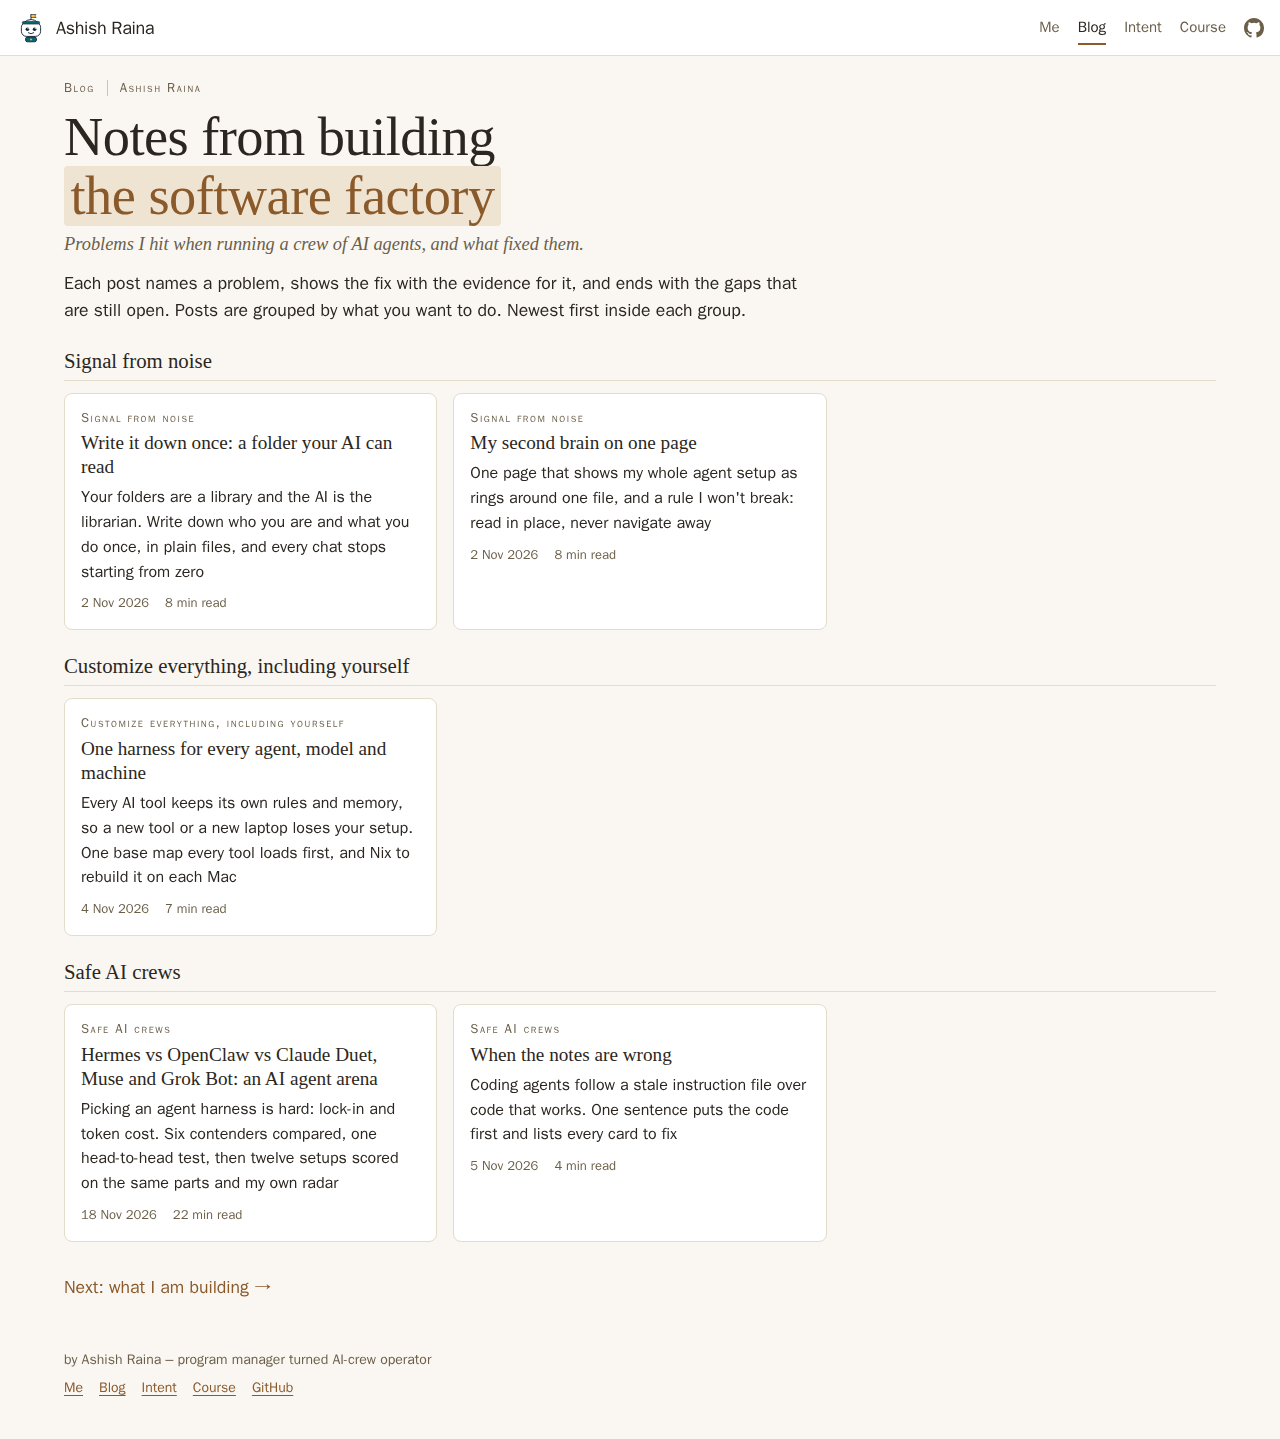 Ashish Raina
Me Blog Intent Course
Blog | Ashish Raina
Notes from building
the software factory
Problems I hit when running a crew of AI agents, and what fixed them.
Each post names a problem, shows the fix with the evidence for it, and ends with the gaps that
are still open. Posts are grouped by what you want to do. Newest first inside each group.
Signal from noise
Signal from noise
Write it down once: a folder your AI can
read
Your folders are a library and the AI is the
librarian. Write down who you are and what you
do once, in plain files, and every chat stops
starting from zero
2 Nov 2026 8 min read
Signal from noise
My second brain on one page
One page that shows my whole agent setup as
rings around one file, and a rule I won't break:
read in place, never navigate away
2 Nov 2026 8 min read
Customize everything, including yourself
Customize everything, including yourself
One harness for every agent, model and
machine
Every AI tool keeps its own rules and memory,
so a new tool or a new laptop loses your setup.
One base map every tool loads first, and Nix to
rebuild it on each Mac
4 Nov 2026 7 min read
Safe AI crews
Safe AI crews
Hermes vs OpenClaw vs Claude Duet,
Muse and Grok Bot: an AI agent arena
Picking an agent harness is hard: lock-in and
token cost. Six contenders compared, one
head-to-head test, then twelve setups scored
on the same parts and my own radar
18 Nov 2026 22 min read
Safe AI crews
When the notes are wrong
Coding agents follow a stale instruction file over
code that works. One sentence puts the code
first and lists every card to fix
5 Nov 2026 4 min read
Next: what I am building →
by Ashish Raina – program manager turned AI-crew operator
Me Blog Intent Course GitHub